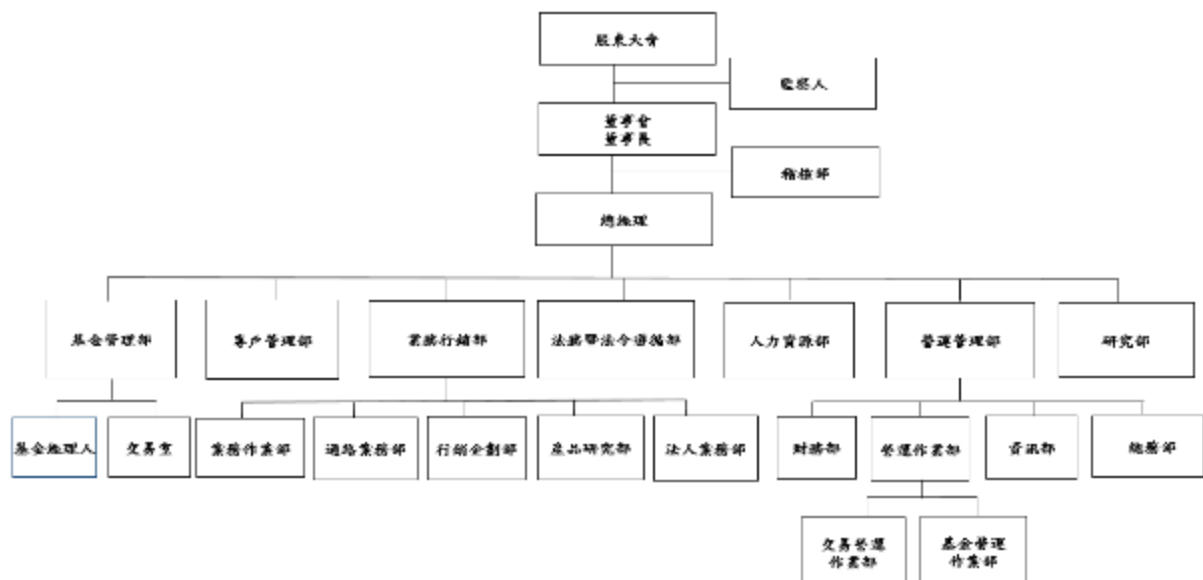 股東大會
監察人
董事會
董事長
稽核部
總經理
基金管理部
專戶管理部
業務行銷部
法務暨法令遵循部
人力資源部
營運管理部
研究部
基金經理人
交易室
業務作業部
通路業務部
行銷企劃部
產品研究部
法人業務部
財務部
營運作業部
資訊部
總務部
交易營運
作業部
基金營運
作業部